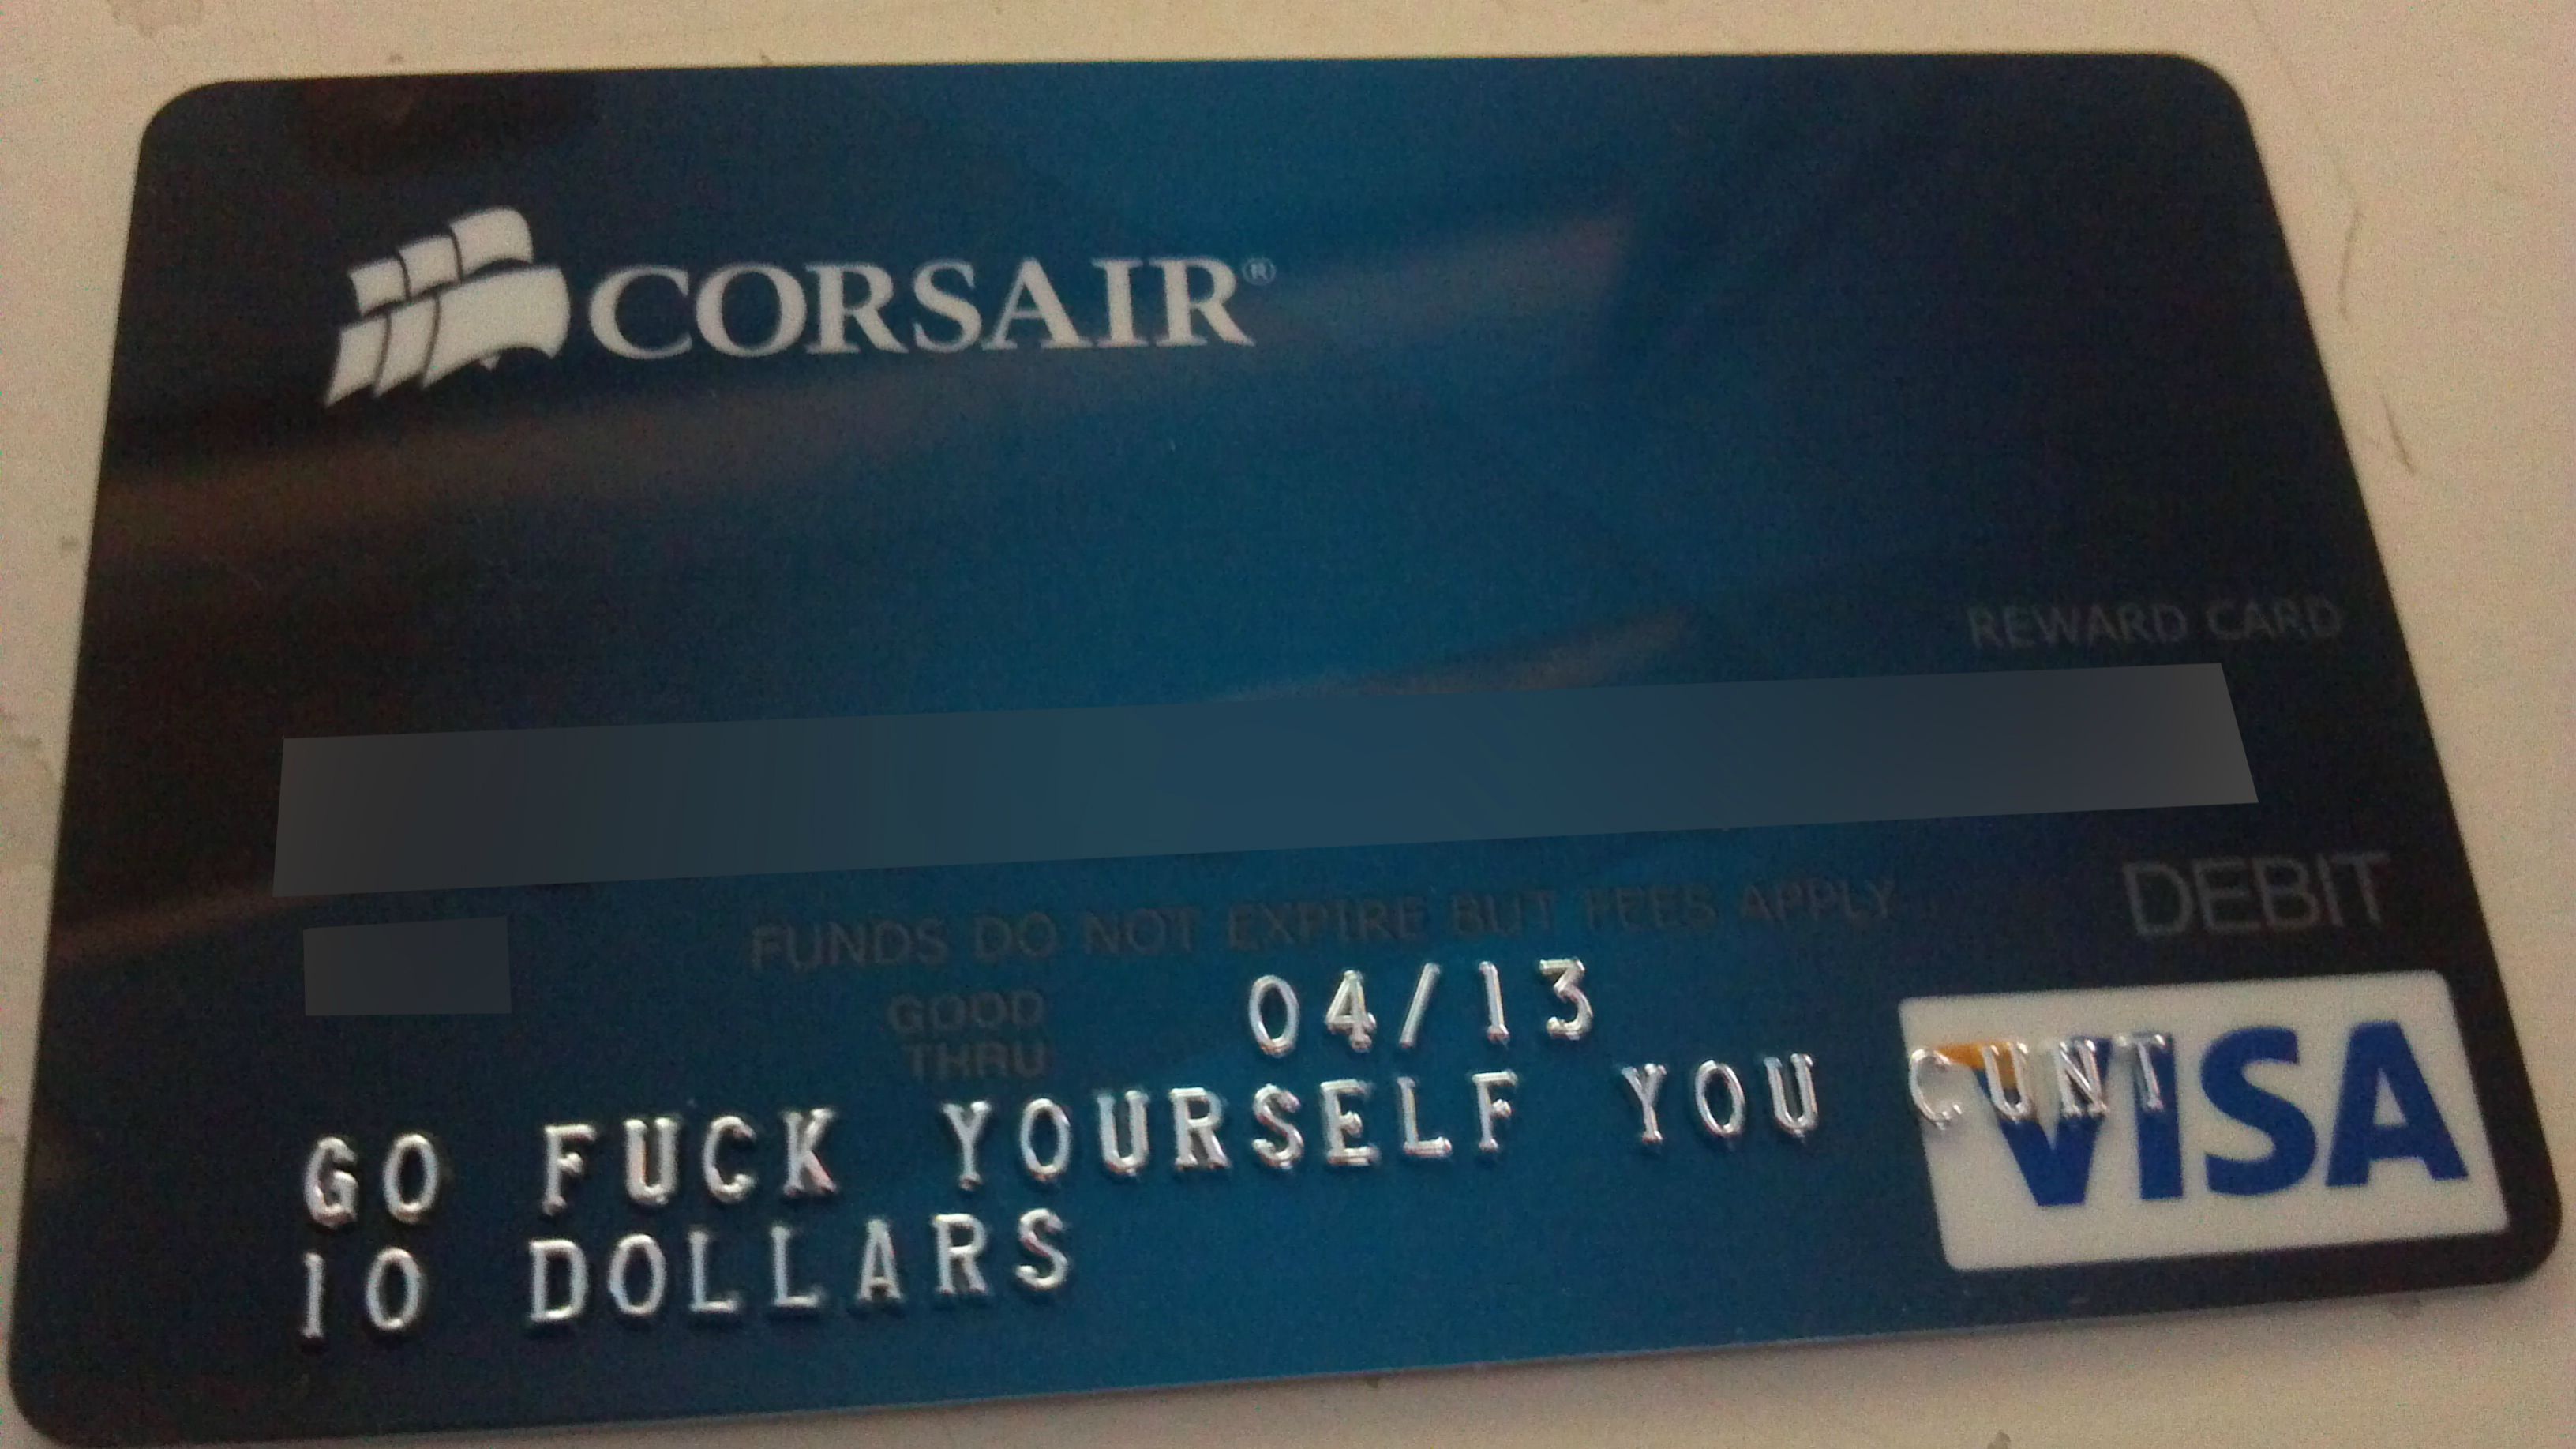 CORSAIR®
REWARD CARD
DEBIT
FUNDS DO NOT EXPIRE BUT FEES APPLY
GOOD
THRU
04/13
GO FUCK YOURSELF YOU CUNT
VISA
10 DOLLARS